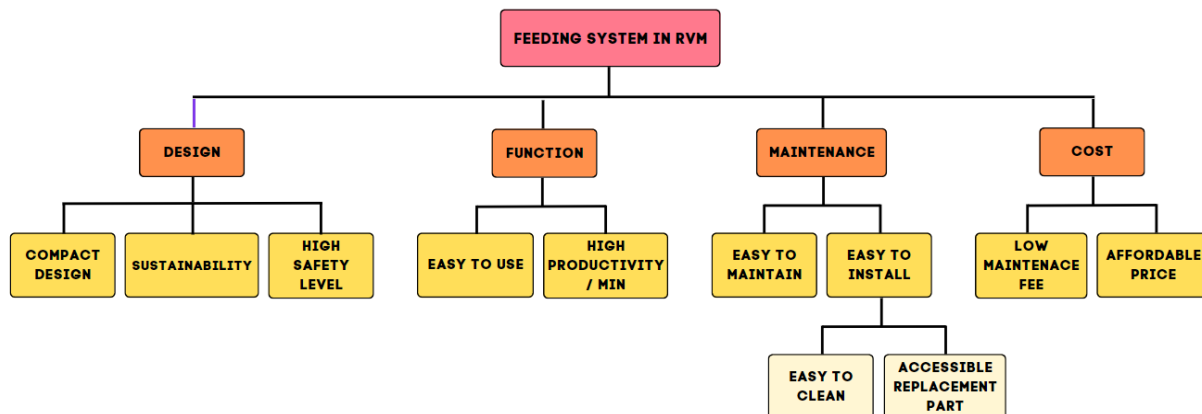 FEEDING SYSTEM IN RVM
DESIGN
FUNCTION
MAINTENANCE
COST
COMPACT
DESIGN
SUSTAINABILITY
HIGH
SAFETY
LEVEL
EASY TO USE
HIGH
PRODUCTIVITY
/ MIN
EASY TO
MAINTAIN
EASY TO
INSTALL
LOW
MAINTENACE
FEE
AFFORDABLE
PRICE
EASY TO
CLEAN
ACCESSIBLE
REPLACEMENT
PART